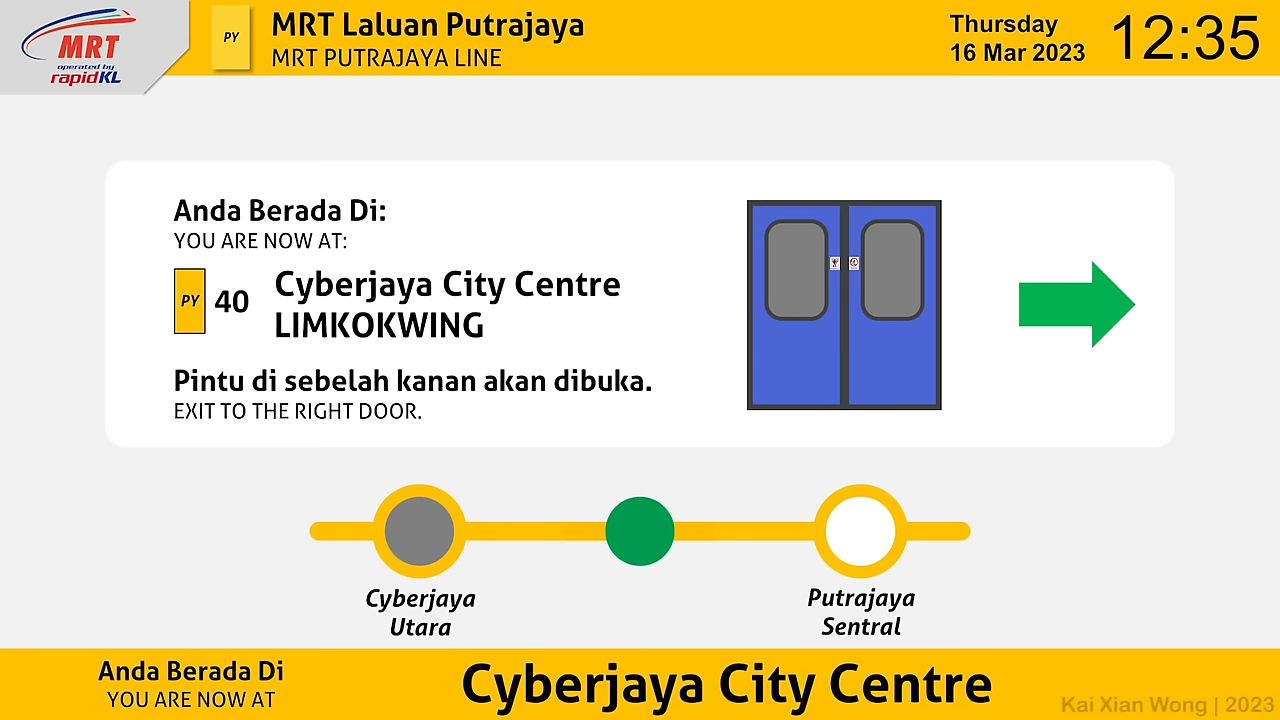 MRT
operated by
rapidKL
PY
MRT Laluan Putrajaya
MRT PUTRAJAYA LINE
Thursday
16 Mar 2023
12:35
Anda Berada Di:
YOU ARE NOW AT:
PY 40
Cyberjaya City Centre
LIMKOKWING
Pintu di sebelah kanan akan dibuka.
EXIT TO THE RIGHT DOOR.
Cyberjaya
Utara
Putrajaya
Sentral
Anda Berada Di
YOU ARE NOW AT
Cyberjaya City Centre
Kai Xian Wong | 2023